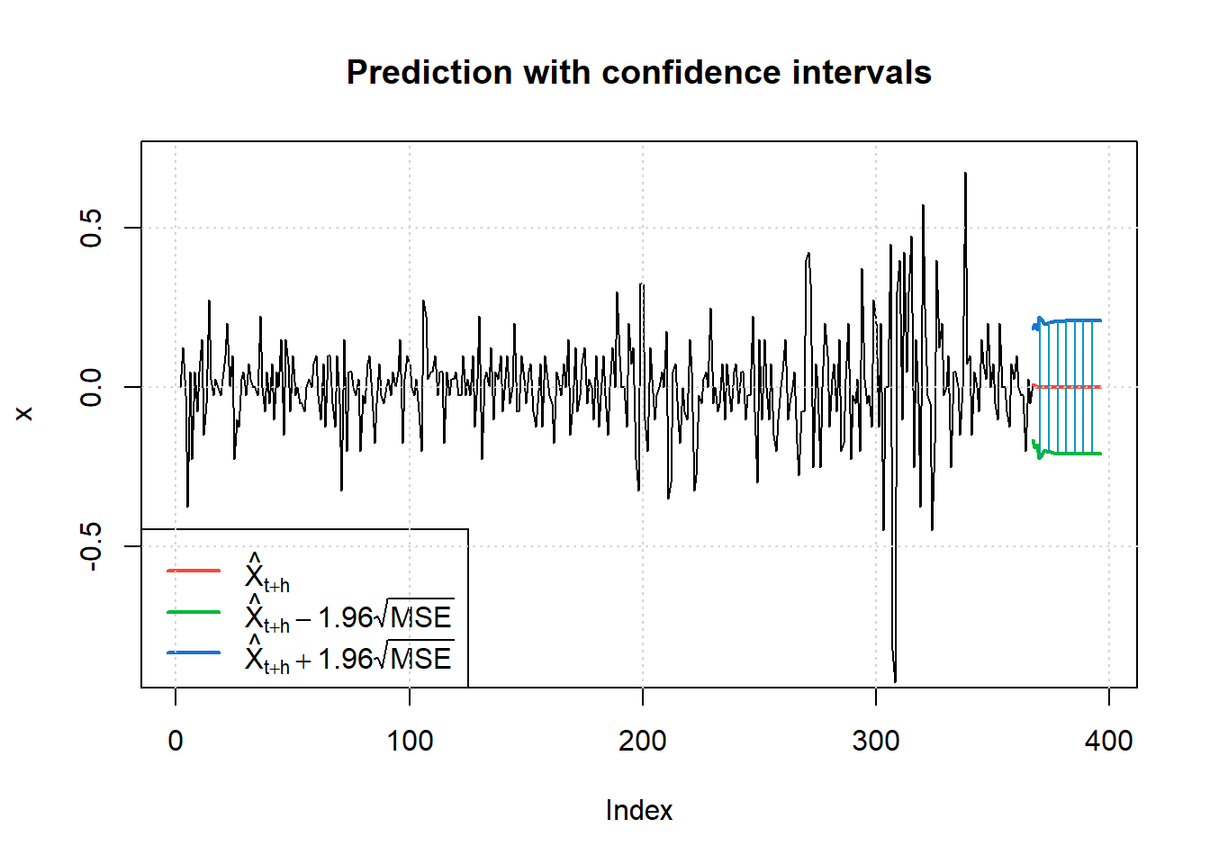 Prediction with confidence intervals
x
0.5
0.0
-0.5
X̂t+h
X̂t+h − 1.96√MSE
X̂t+h + 1.96√MSE
0 100 200 300 400
Index